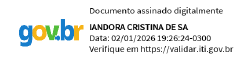 Documento assinado digitalmente
gov.br
IANDORA CRISTINA DE SA
Data: 02/01/2026 19:26:24-0300
Verifique em https://validar.iti.gov.br